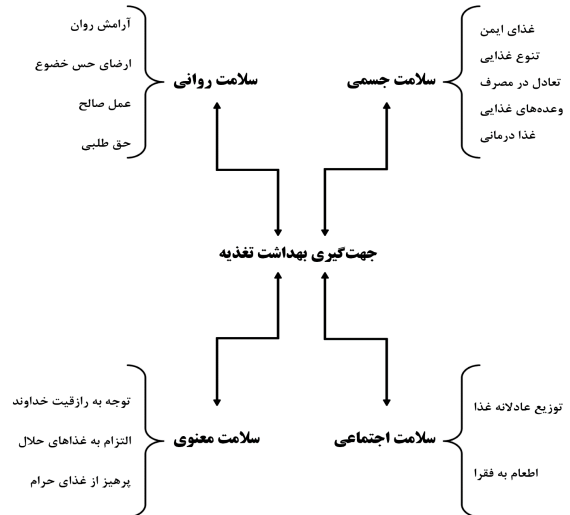 غذای ایمن
تنوع غذایی
تعادل در مصرف
وعده‌های غذایی
غذا درمانی
سلامت جسمی
آرامش روان
ارضای حس خضوع
عمل صالح
حق طلبی
سلامت روانی
جهت‌گیری بهداشت تغذیه
توزیع عادلانه غذا
اطعام به فقرا
سلامت اجتماعی
توجه به رازقیت خداوند
التزام به غذاهای حلال
پرهیز از غذای حرام
سلامت معنوی